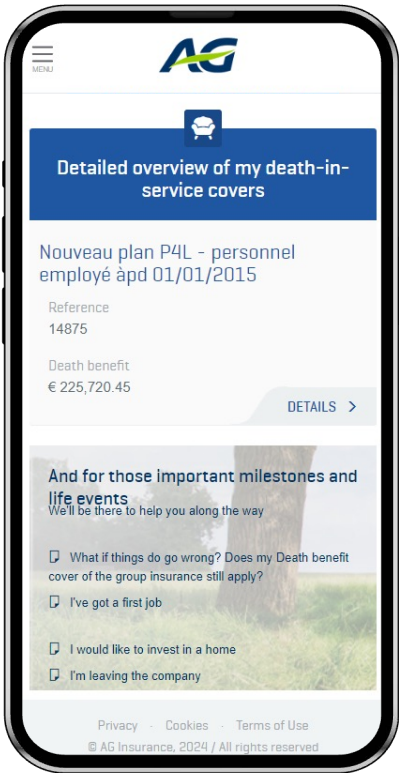 MENU
AG
Detailed overview of my death-in-
service covers
Nouveau plan P4L - personnel
employé àpd 01/01/2015
Reference
14875
Death benefit
€ 225,720.45
DETAILS
And for those important milestones and
life events
We'll be there to help you along the way
What if things do go wrong? Does my Death benefit
cover of the group insurance still apply?
I've got a first job
I would like to invest in a home
I'm leaving the company
Privacy · Cookies · Terms of Use
© AG Insurance, 2024 / All rights reserved